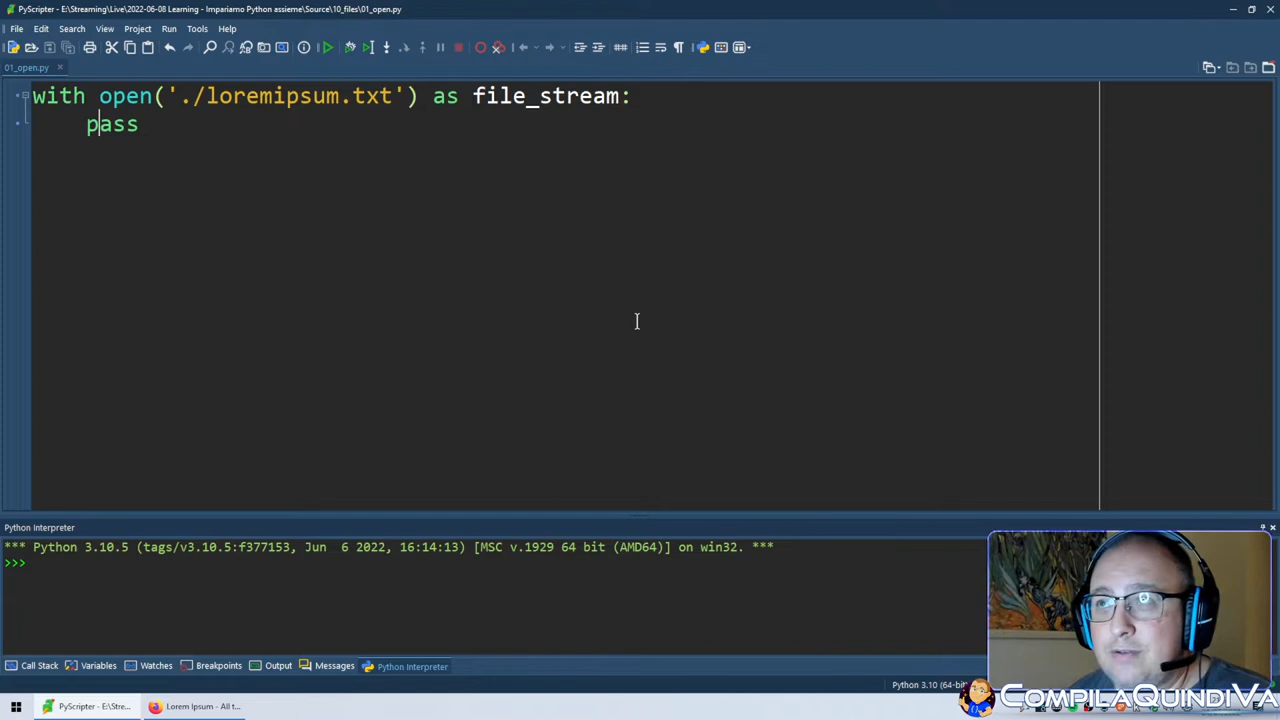 PyScripter - E:\Streaming\Live\2022-06-08 Learning - Impariamo Python assieme\Source\10_files\01_open.py
File Edit Search View Project Run Tools Help
01_open.py
with open('./loremipsum.txt') as file_stream:
    pass
Python Interpreter
*** Python 3.10.5 (tags/v3.10.5:f377153, Jun  6 2022, 16:14:13) [MSC v.1929 64 bit (AMD64)] on win32. ***
>>>
Call Stack Variables Watches Breakpoints Output Messages Python Interpreter
Python 3.10 (64-bit
CompilaQuindiVa
PyScripter - E:\Stre... Lorem Ipsum - All t...